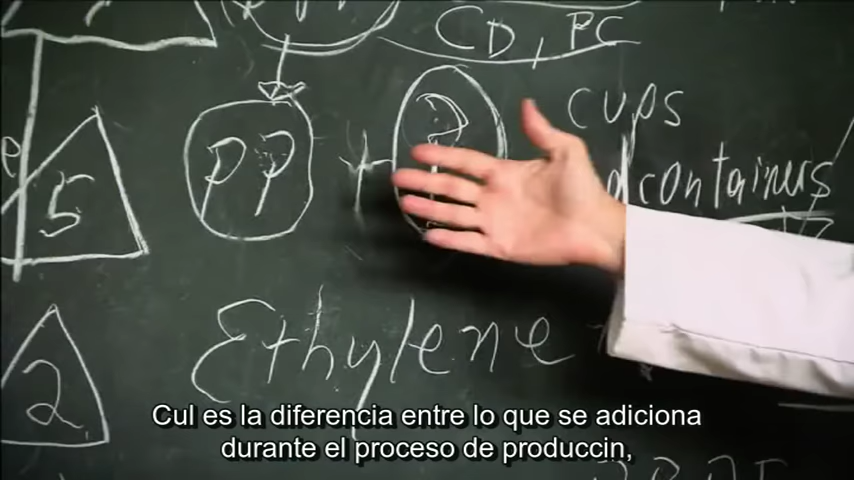 CD, PC
PP + ?
cups
containers
5
Ethylene
2
Cul es la diferencia entre lo que se adiciona
durante el proceso de produccin,